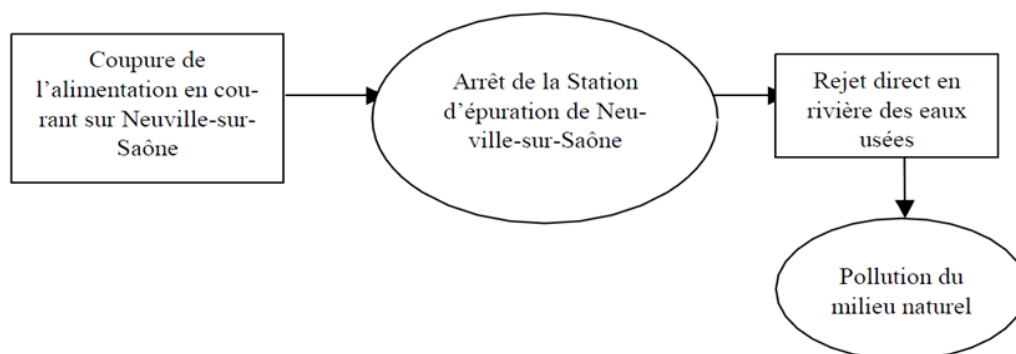 Coupure de
l'alimentation en cou-
rant sur Neuville-sur-
Saône
Arrêt de la Station
d'épuration de Neu-
ville-sur-Saône
Rejet direct en
rivière des eaux
usées
Pollution du
milieu naturel